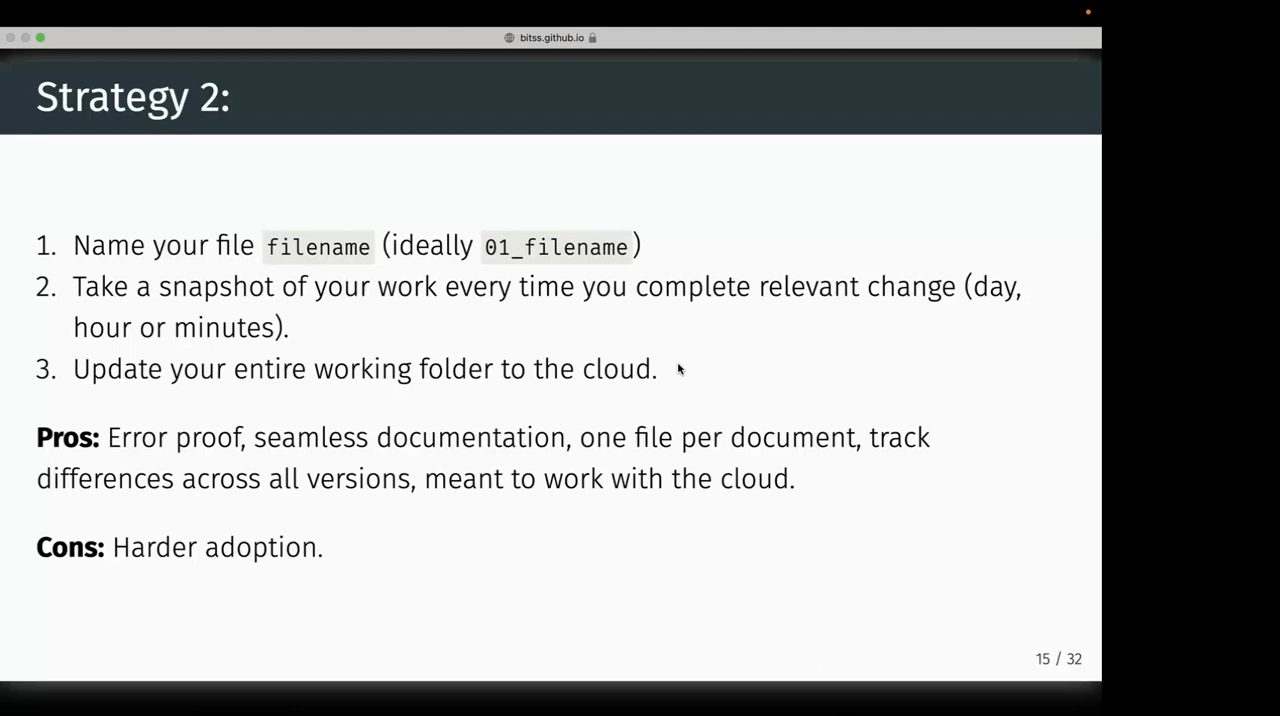 bitss.github.io
Strategy 2:
1. Name your file filename (ideally 01_filename)
2. Take a snapshot of your work every time you complete relevant change (day,
hour or minutes).
3. Update your entire working folder to the cloud.
Pros: Error proof, seamless documentation, one file per document, track
differences across all versions, meant to work with the cloud.
Cons: Harder adoption.
15 / 32